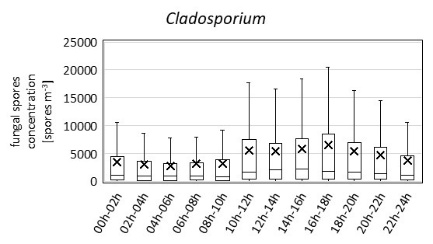 Cladosporium
fungal spores
concentration
[spores m⁻³]
25000
20000
15000
10000
5000
0
00h-02h
02h-04h
04h-06h
06h-08h
08h-10h
10h-12h
12h-14h
14h-16h
16h-18h
18h-20h
20h-22h
22h-24h